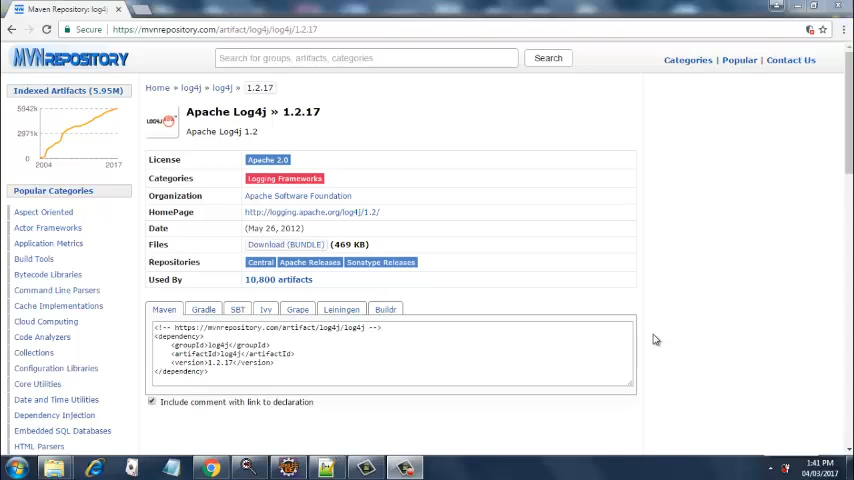 Maven Repository: log4j
Secure
https://mvnrepository.com/artifact/log4j/log4j/1.2.17
MVNREPOSITORY
Search for groups, artifacts, categories
Search
Categories | Popular | Contact Us
Indexed Artifacts (5.95M)
5942k
2971k
0
2004
2017
Popular Categories
Aspect Oriented
Actor Frameworks
Application Metrics
Build Tools
Bytecode Libraries
Command Line Parsers
Cache Implementations
Cloud Computing
Code Analyzers
Collections
Configuration Libraries
Core Utilities
Date and Time Utilities
Dependency Injection
Embedded SQL Databases
HTML Parsers
Home » log4j » log4j » 1.2.17
LOG4J
Apache Log4j » 1.2.17
Apache Log4j 1.2
License
Apache 2.0
Categories
Logging Frameworks
Organization
Apache Software Foundation
HomePage
http://logging.apache.org/log4j/1.2/
Date
(May 26, 2012)
Files
Download (BUNDLE) (469 KB)
Repositories
Central Apache Releases Sonatype Releases
Used By
10,800 artifacts
Maven Gradle SBT Ivy Grape Leiningen Buildr
<!-- https://mvnrepository.com/artifact/log4j/log4j -->
<dependency>
<groupId>log4j</groupId>
<artifactId>log4j</artifactId>
<version>1.2.17</version>
</dependency>
Include comment with link to declaration
1:41 PM
04/03/2017